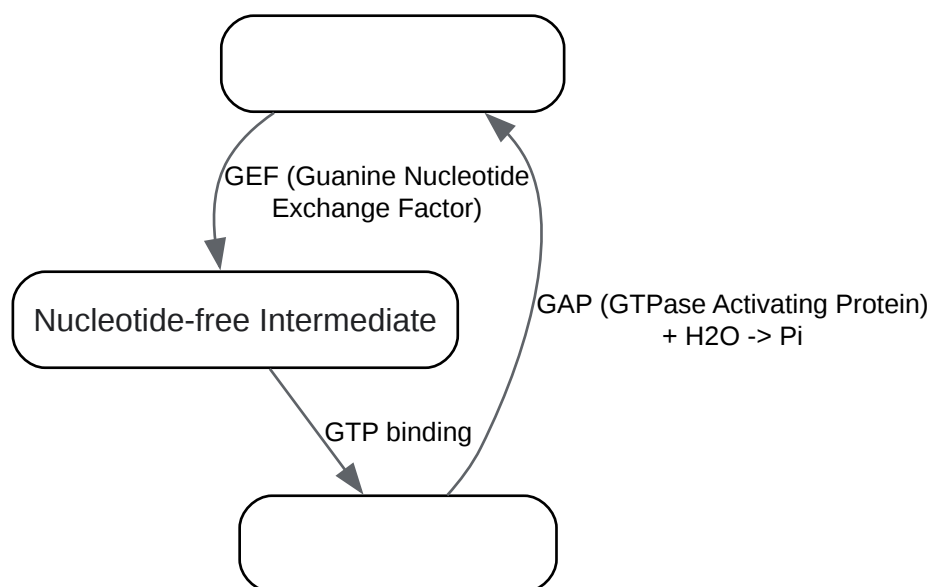 GEF (Guanine Nucleotide
Exchange Factor)
Nucleotide-free Intermediate
GAP (GTPase Activating Protein)
+ H2O -> Pi
GTP binding